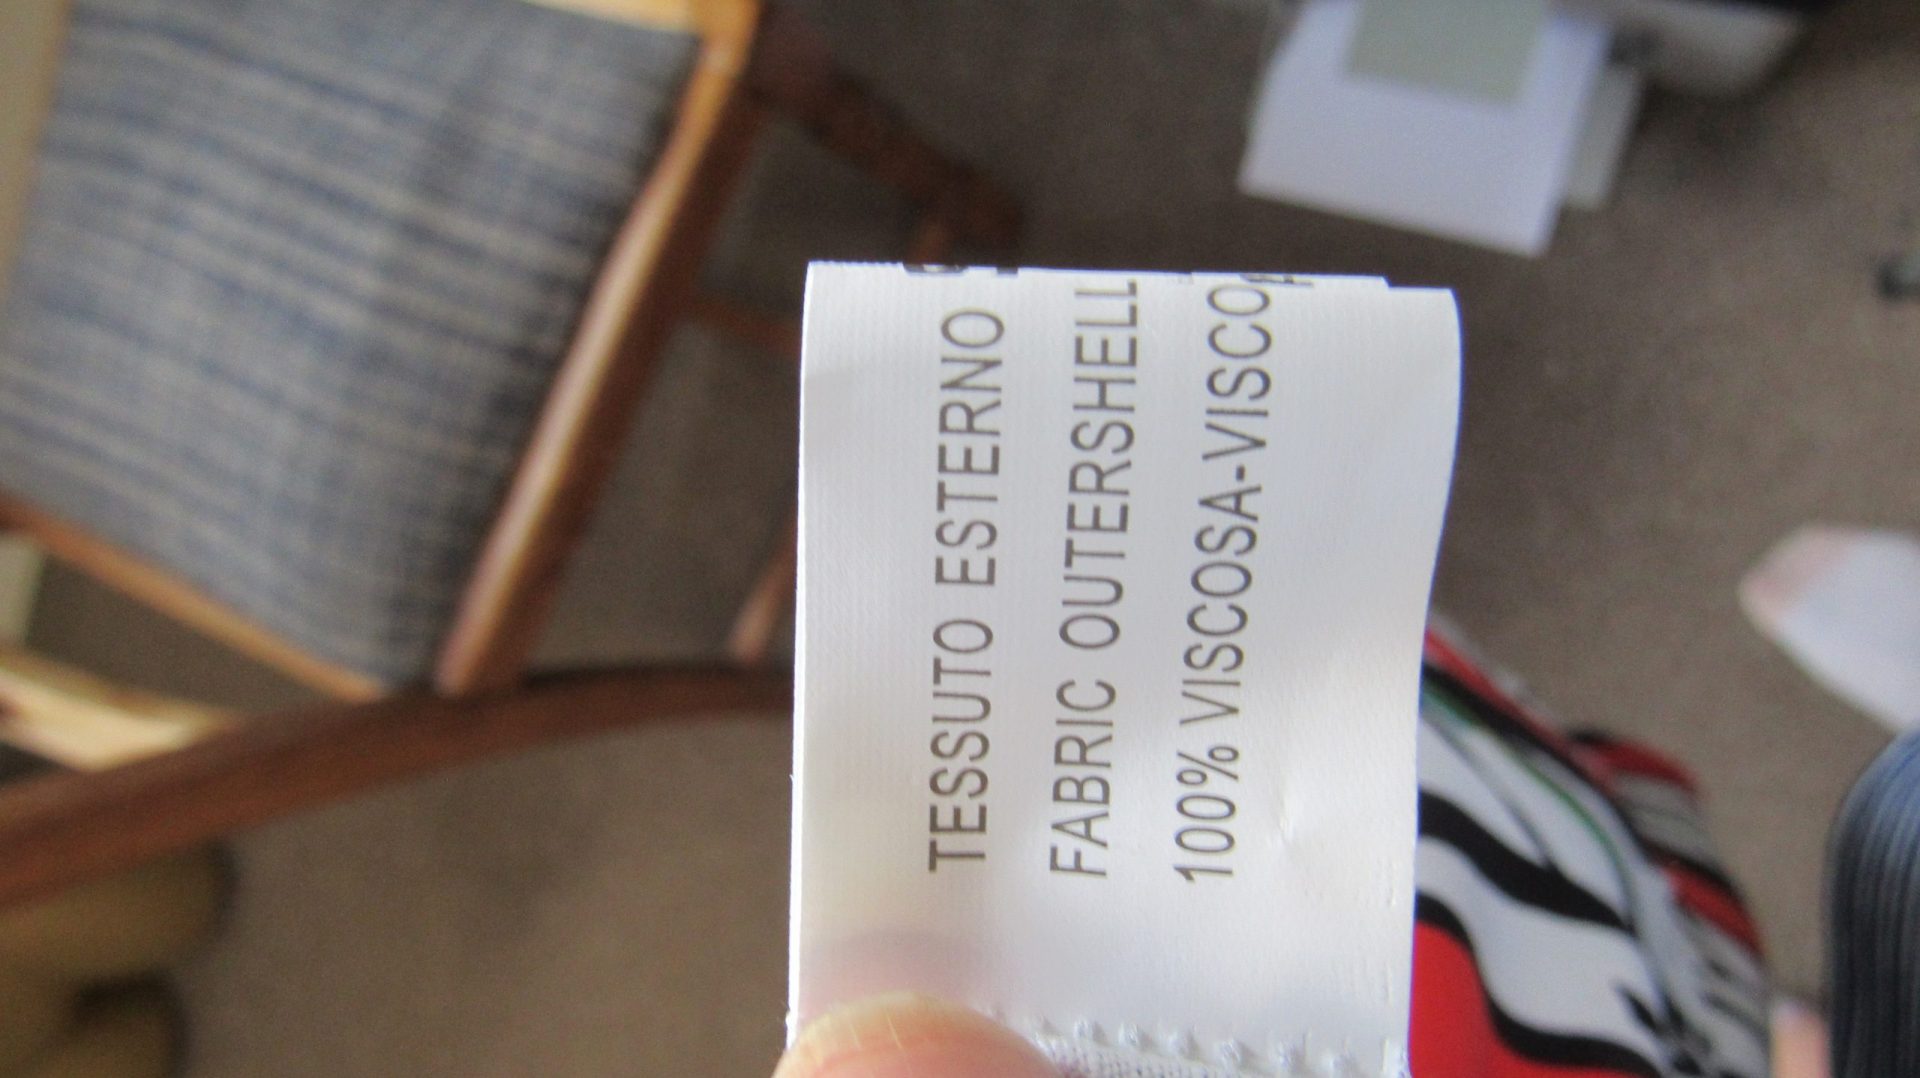 TESSUTO ESTERNO
FABRIC OUTERSHELL
100% VISCOSA-VISCO